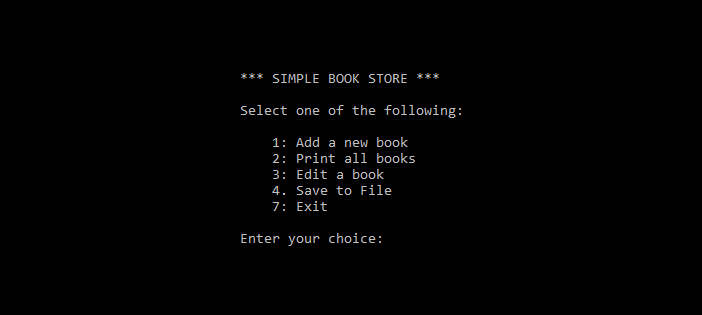 *** SIMPLE BOOK STORE ***
Select one of the following:
1: Add a new book
2: Print all books
3: Edit a book
4. Save to File
7: Exit
Enter your choice: